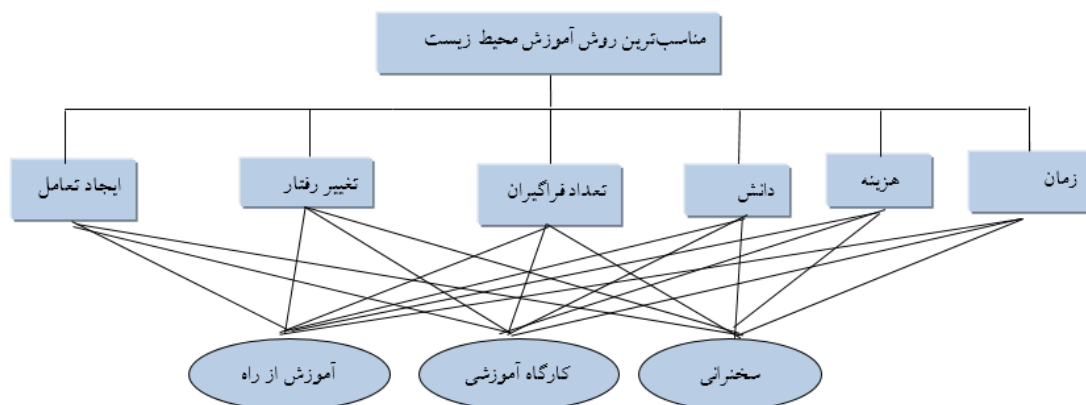 مناسب‌ترین روش آموزش محیط زیست
زمان
هزینه
دانش
تعداد فراگیران
تغییر رفتار
ایجاد تعامل
سخنرانی
کارگاه آموزشی
آموزش از راه